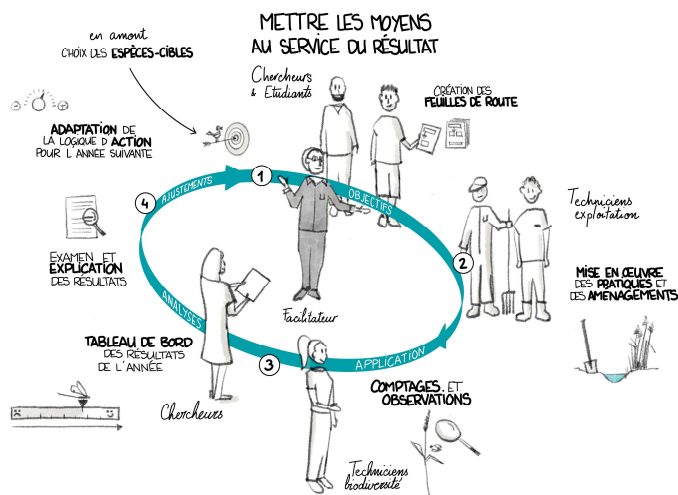 METTRE LES MOYENS
AU SERVICE DU RÉSULTAT
en amont
CHOIX DES ESPÈCES-CIBLES
Chercheurs
& Etudiants
CRÉATION DES
FEUILLES DE ROUTE
ADAPTATION DE
LA LOGIQUE D'ACTION
POUR L'ANNÉE SUIVANTE
1
OBJECTIFS
4
AJUSTEMENTS
Techniciens
exploitation
2
EXAMEN ET
EXPLICATION
DES RÉSULTATS
MISE EN ŒUVRE
DES PRATIQUES ET
DES AMÉNAGEMENTS
ANALYSES
Facilitateur
TABLEAU DE BORD
DES RÉSULTATS
DE L'ANNÉE
3
APPLICATION
COMPTAGES ET
OBSERVATIONS
Chercheurs
Techniciens
biodiversité